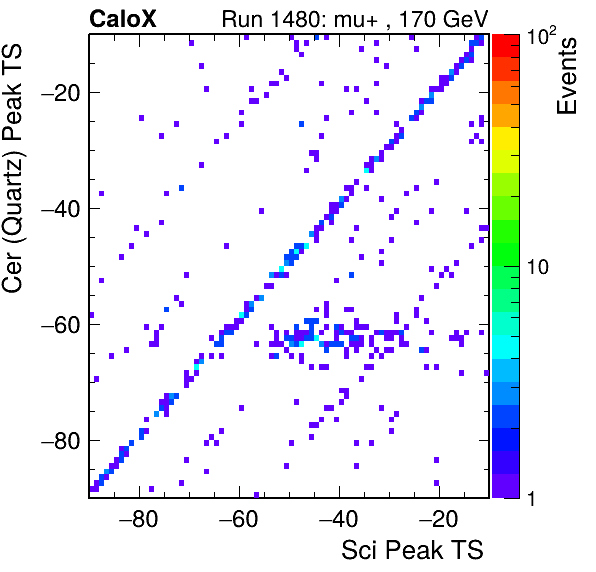 CaloX Run 1480: mu+ , 170 GeV
Cer (Quartz) Peak TS
−20
−40
−60
−80
−80 −60 −40 −20
Sci Peak TS
10²
10
1
Events